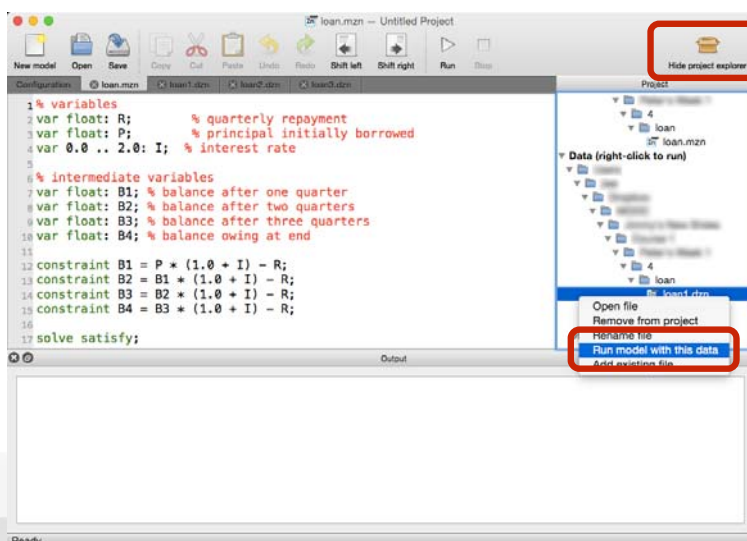 loan.mzn — Untitled Project
New model Open Save Copy Cut Paste Undo Redo Shift left Shift right Run Stop Hide project explorer
Configuration loan.mzn loan1.dzn loan2.dzn loan3.dzn Project
1 % variables
2 var float: R; % quarterly repayment
3 var float: P; % principal initially borrowed
4 var 0.0 .. 2.0: I; % interest rate
5
6 % intermediate variables
7 var float: B1; % balance after one quarter
8 var float: B2; % balance after two quarters
9 var float: B3; % balance after three quarters
10 var float: B4; % balance owing at end
11
12 constraint B1 = P * (1.0 + I) - R;
13 constraint B2 = B1 * (1.0 + I) - R;
14 constraint B3 = B2 * (1.0 + I) - R;
15 constraint B4 = B3 * (1.0 + I) - R;
16
17 solve satisfy;
4
loan
loan.mzn
Data (right-click to run)
4
loan
loan1.dzn
Open file
Remove from project
Rename file
Run model with this data
Add existing file
Output
Ready